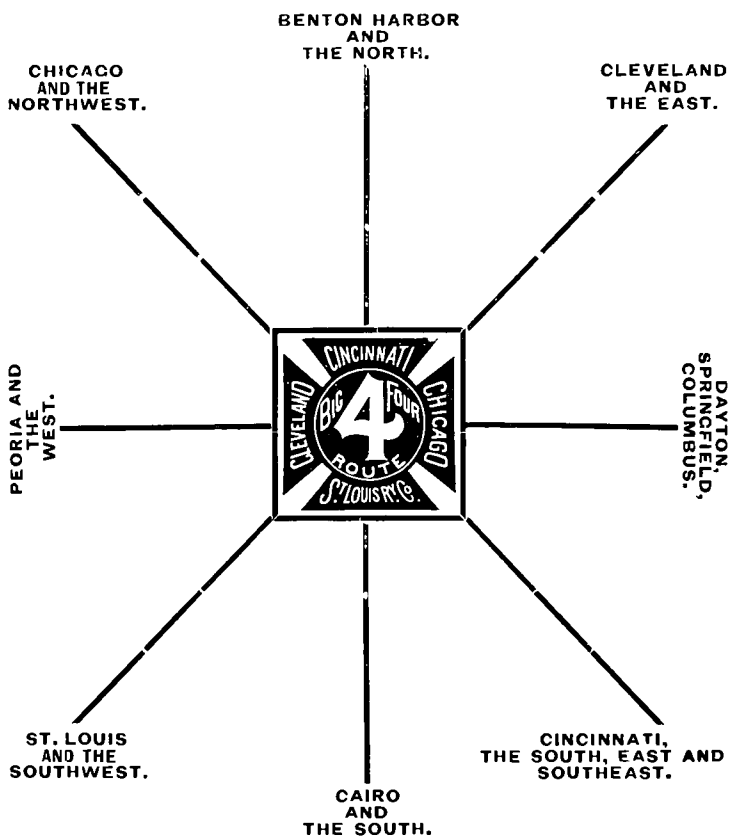 BENTON HARBOR
AND
THE NORTH.
CHICAGO
AND THE
NORTHWEST.
CLEVELAND
AND
THE EAST.
PEORIA AND
THE
WEST.
CINCINNATI
CLEVELAND
BIG
4
FOUR
ROUTE
CHICAGO
ST. LOUIS RY. CO.
DAYTON,
SPRINGFIELD,
COLUMBUS.
ST. LOUIS
AND THE
SOUTHWEST.
CINCINNATI,
THE SOUTH, EAST AND
SOUTHEAST.
CAIRO
AND
THE SOUTH.